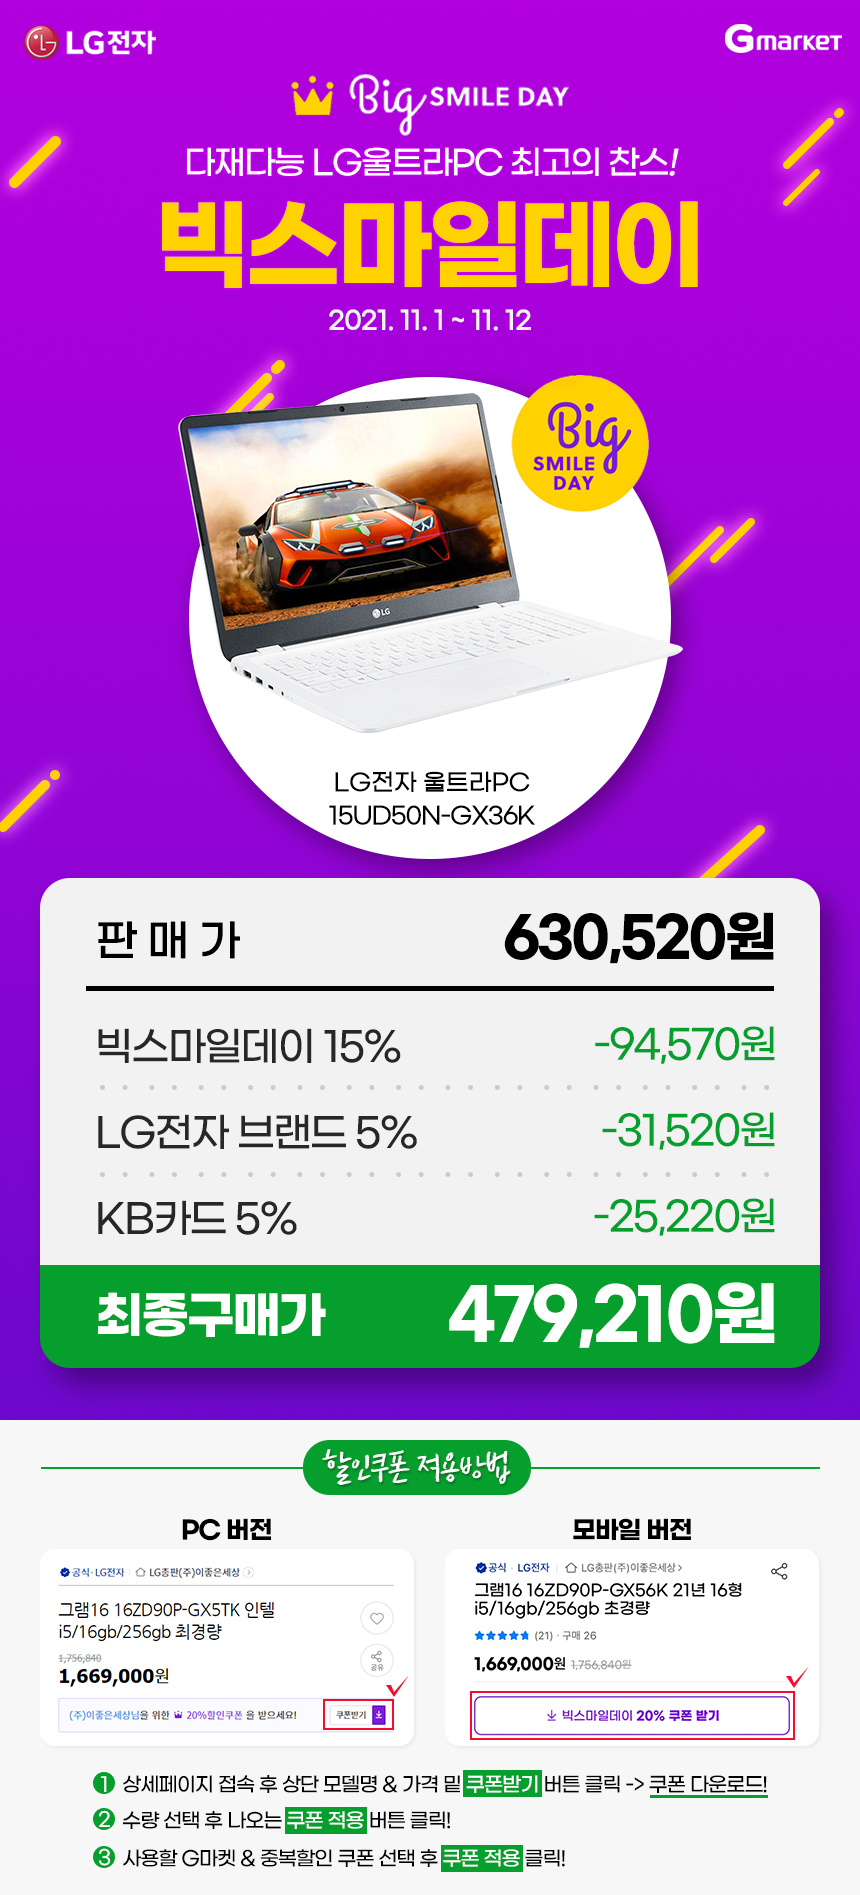 LG전자
Gmarket
Big SMILE DAY
다재다능 LG울트라PC 최고의 찬스!
빅스마일데이
2021. 11. 1 ~ 11. 12
Big
SMILE
DAY
LG
LG전자 울트라PC
15UD50N-GX36K
판매가 630,520원
빅스마일데이 15% -94,570원
LG전자 브랜드 5% -31,520원
KB카드 5% -25,220원
최종구매가 479,210원
할인쿠폰 적용방법
PC 버전
공식·LG전자 LG총판(주)이좋은세상 >
그램16 16ZD90P-GX5TK 인텔
i5/16gb/256gb 최경량
공유
1,756,840
1,669,000원
(주)이좋은세상님을 위한 20%할인쿠폰 을 받으세요! 쿠폰받기
모바일 버전
공식 · LG전자 LG총판(주)이좋은세상 >
그램16 16ZD90P-GX56K 21년 16형
i5/16gb/256gb 초경량
★★★★★ (21) · 구매 26
1,669,000원 1,756,840원
빅스마일데이 20% 쿠폰 받기
1 상세페이지 접속 후 상단 모델명 & 가격 밑 쿠폰받기 버튼 클릭 -> 쿠폰 다운로드!
2 수량 선택 후 나오는 쿠폰 적용 버튼 클릭!
3 사용할 G마켓 & 중복할인 쿠폰 선택 후 쿠폰 적용 클릭!